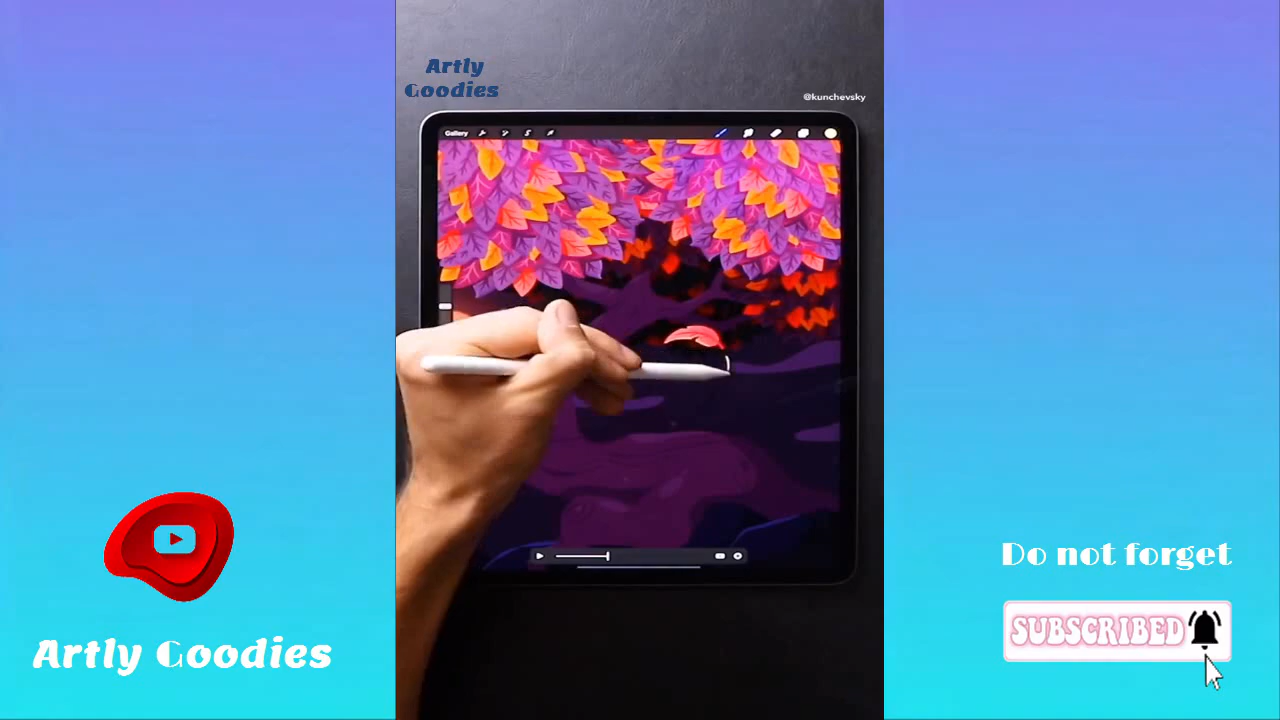 Artly
Goodies
@kunchevsky
Gallery
Do not forget
SUBSCRIBED
Artly Goodies